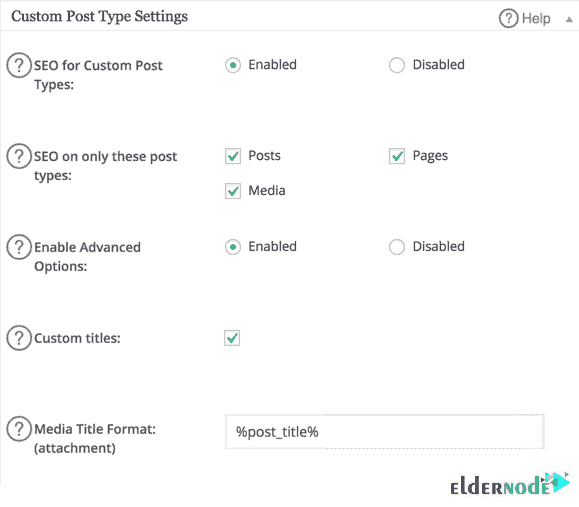 Custom Post Type Settings
? Help
? SEO for Custom Post Enabled Disabled
Types:
? SEO on only these post Posts Pages
types:
Media
? Enable Advanced Enabled Disabled
Options:
? Custom titles:
? Media Title Format: %post_title%
(attachment)
eldernode